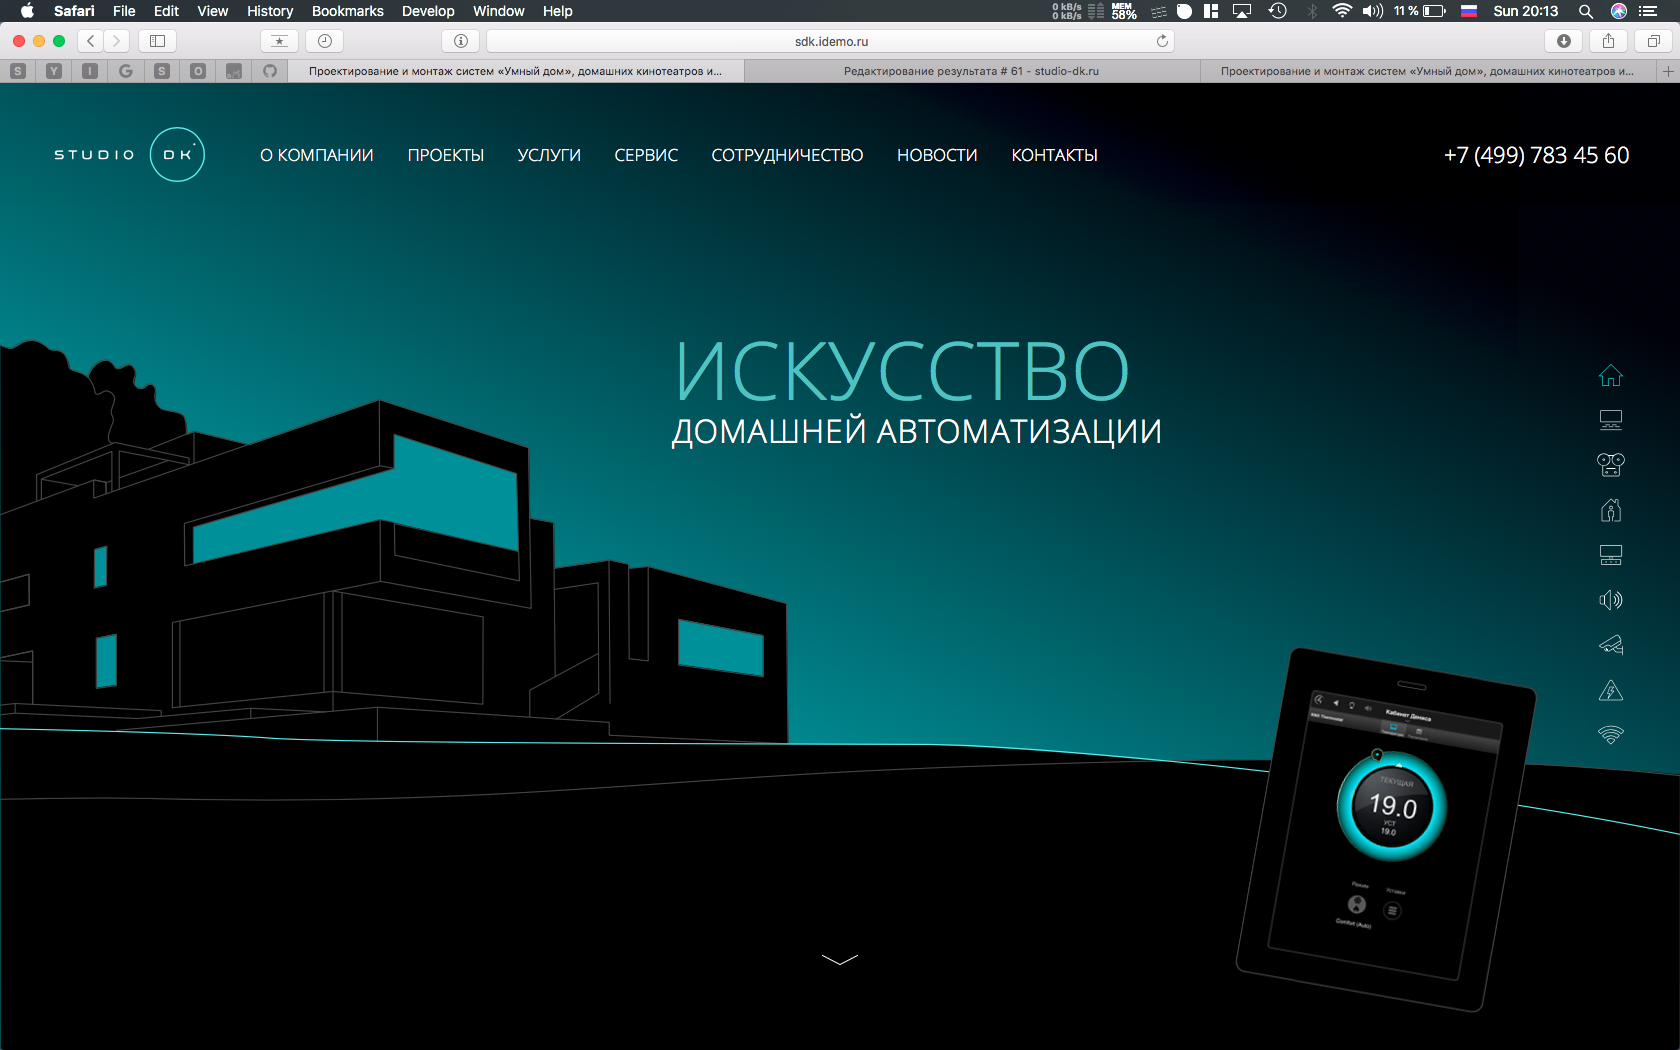 Safari File Edit View History Bookmarks Develop Window Help
0 kB/s
0 kB/s
MEM
58%
11 %
Sun 20:13
sdk.idemo.ru
S Y I G S O
Проектирование и монтаж систем «Умный дом», домашних кинотеатров и...
Редактирование результата # 61 - studio-dk.ru
Проектирование и монтаж систем «Умный дом», домашних кинотеатров и...
STUDIO DK
О КОМПАНИИ ПРОЕКТЫ УСЛУГИ СЕРВИС СОТРУДНИЧЕСТВО НОВОСТИ КОНТАКТЫ
+7 (499) 783 45 60
ИСКУССТВО
ДОМАШНЕЙ АВТОМАТИЗАЦИИ
Кабинет Дениса
KNX Thermostat
ТЕКУЩАЯ
19.0
УСТ
19.0
Режим Уставки
Comfort (Auto)